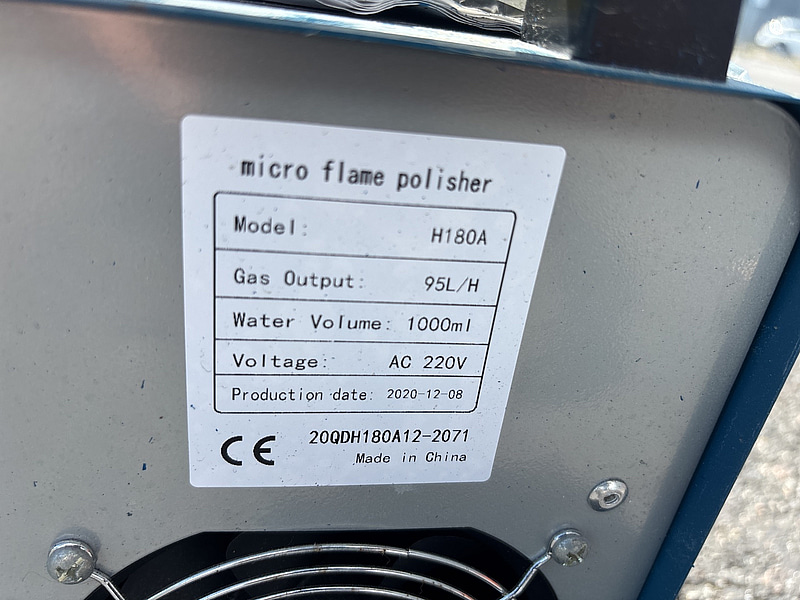 micro flame polisher
Model: H180A
Gas Output: 95L/H
Water Volume: 1000ml
Voltage: AC 220V
Production date: 2020-12-08
CE 20QDH180A12-2071
Made in China